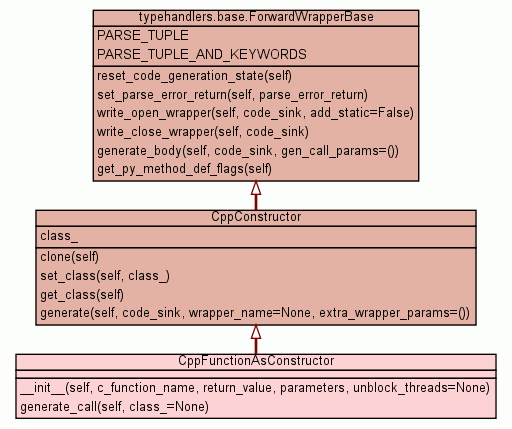 typehandlers.base.ForwardWrapperBase
PARSE_TUPLE
PARSE_TUPLE_AND_KEYWORDS
reset_code_generation_state(self)
set_parse_error_return(self, parse_error_return)
write_open_wrapper(self, code_sink, add_static=False)
write_close_wrapper(self, code_sink)
generate_body(self, code_sink, gen_call_params=())
get_py_method_def_flags(self)
CppConstructor
class_
clone(self)
set_class(self, class_)
get_class(self)
generate(self, code_sink, wrapper_name=None, extra_wrapper_params=())
CppFunctionAsConstructor
__init__(self, c_function_name, return_value, parameters, unblock_threads=None)
generate_call(self, class_=None)